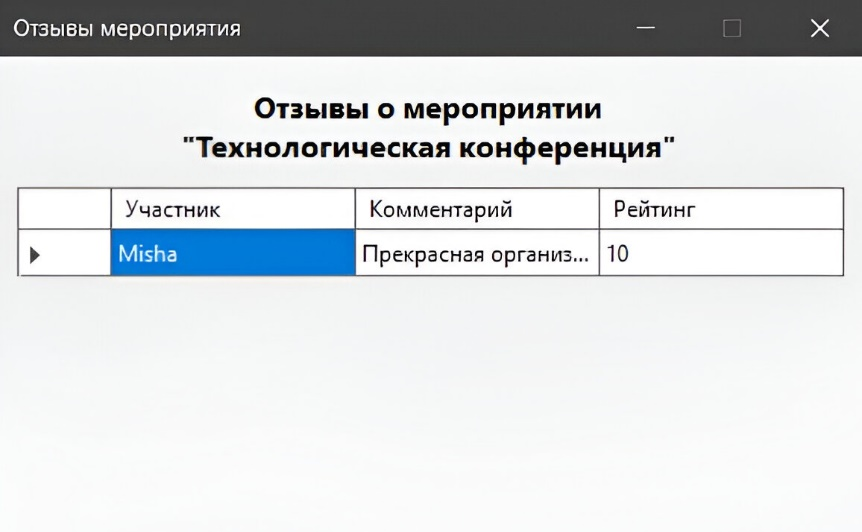 Отзывы мероприятия
Отзывы о мероприятии
"Технологическая конференция"
Участник Комментарий Рейтинг
Misha Прекрасная организ... 10